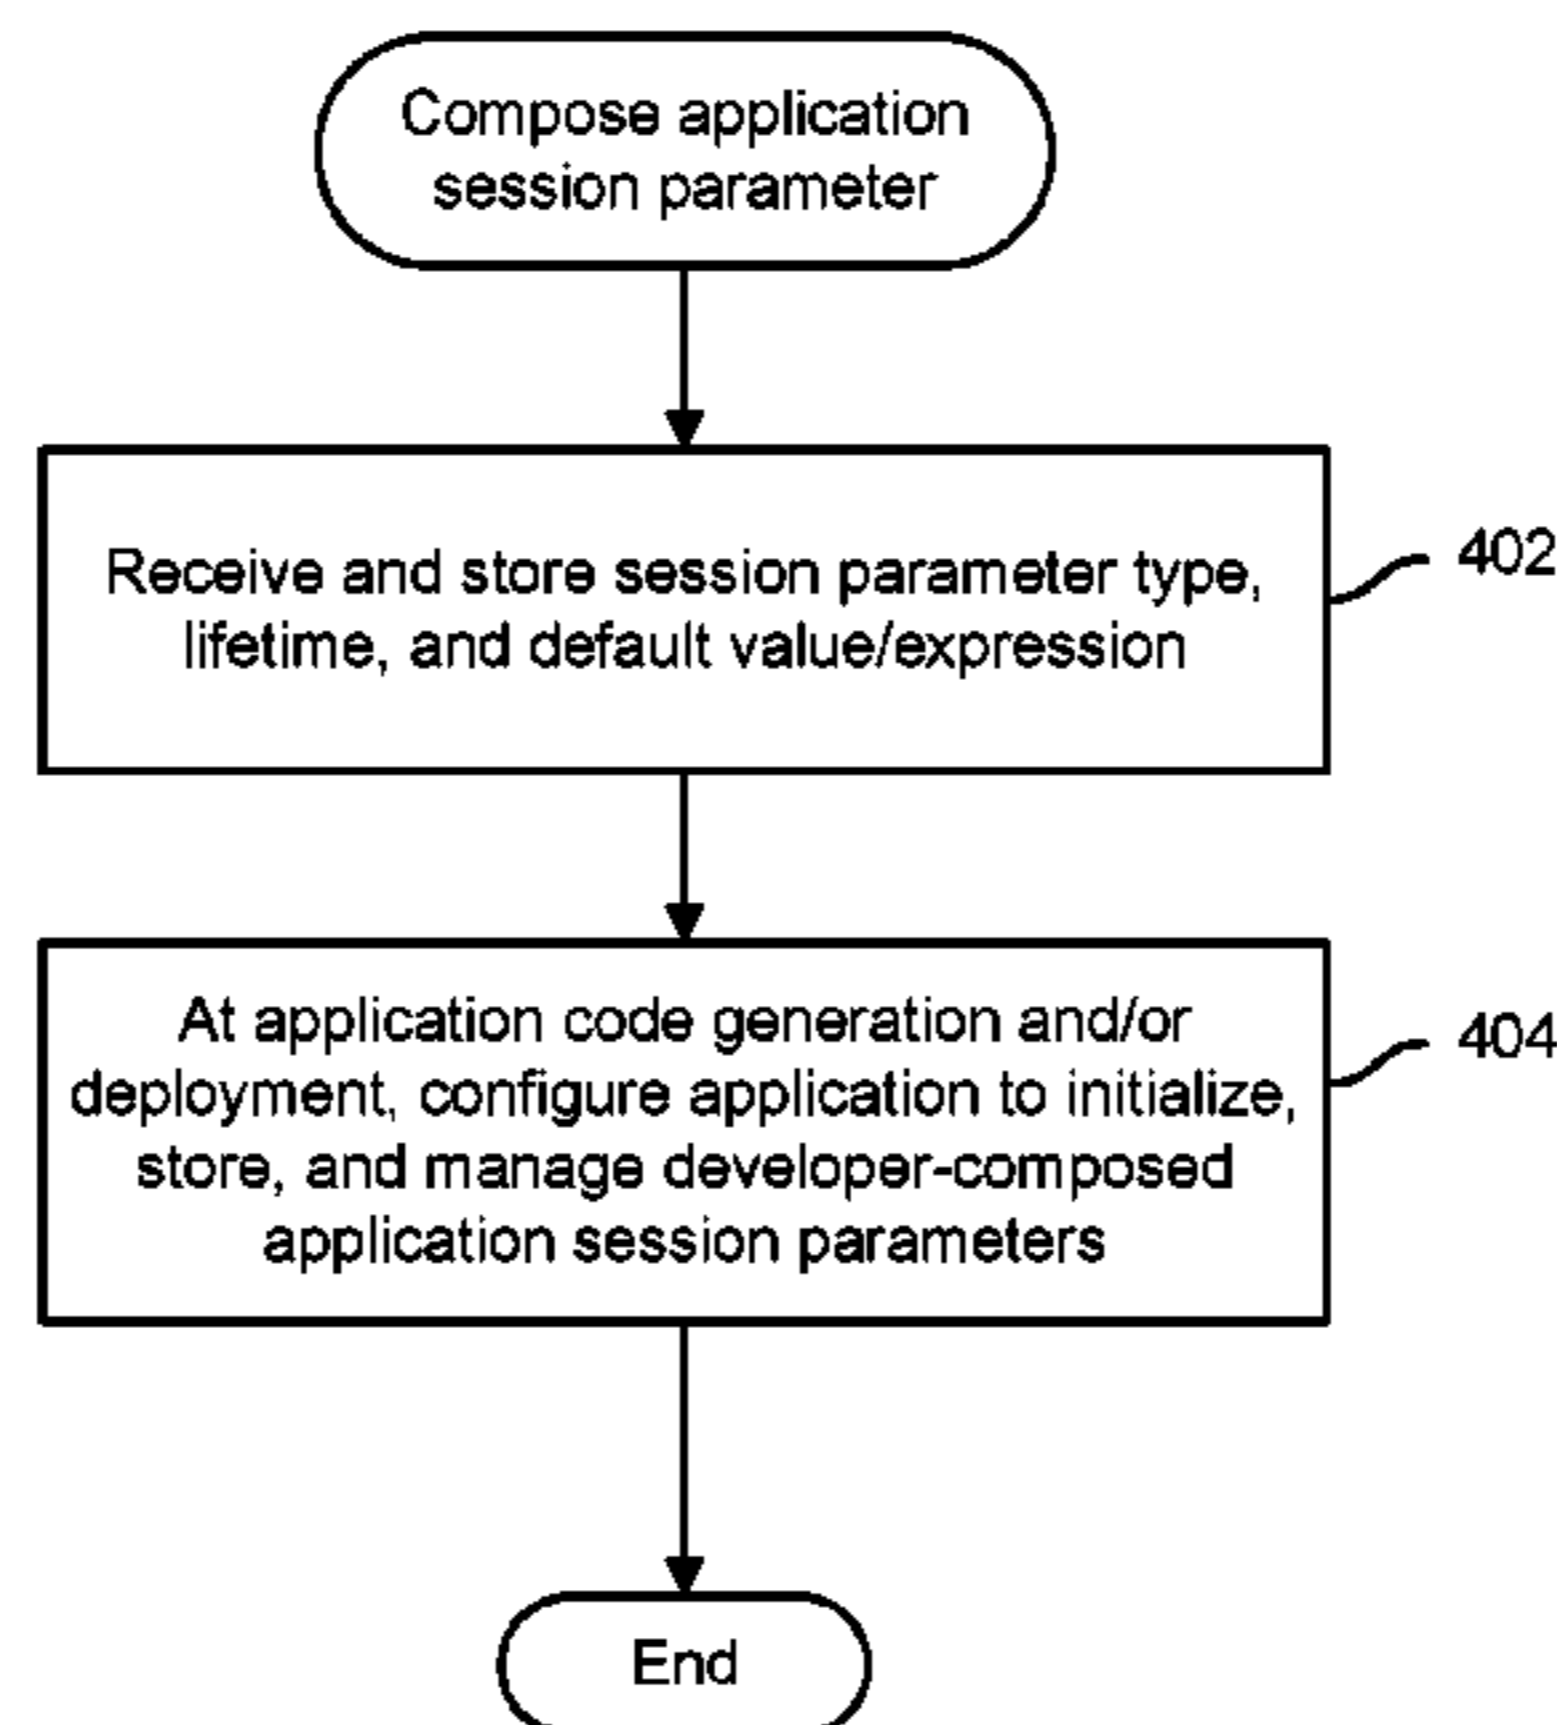 Compose application
session parameter
Receive and store session parameter type,
lifetime, and default value/expression
402
At application code generation and/or
deployment, configure application to initialize,
store, and manage developer-composed
application session parameters
404
End